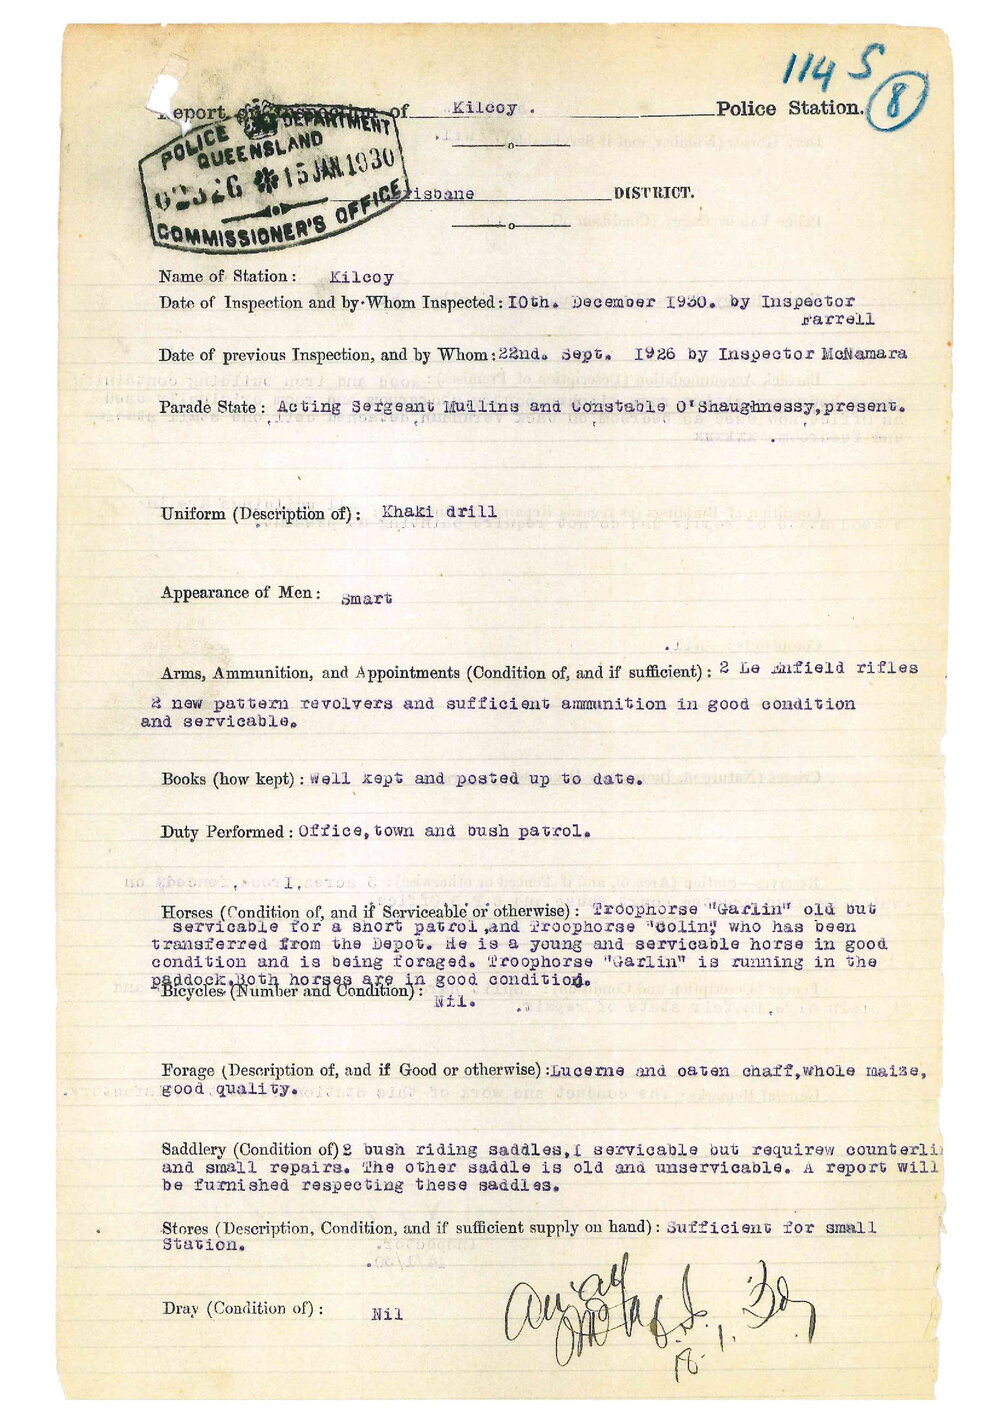 114 S
8
Report on Inspection of Kilcoy. Police Station.
POLICE DEPARTMENT
QUEENSLAND
02326 15 JAN. 1930
COMMISSIONER'S OFFICE
Brisbane DISTRICT.
Name of Station: Kilcoy
Date of Inspection and by Whom Inspected: 10th. December 1930. by Inspector
Farrell
Date of previous Inspection, and by Whom: 22nd. Sept. 1926 by Inspector McNamara
Parade State: Acting Sergeant Mullins and Constable O'Shaughnessy, present.
Uniform (Description of): Khaki drill
Appearance of Men: Smart
Arms, Ammunition, and Appointments (Condition of, and if sufficient): 2 Le Enfield rifles
2 new pattern revolvers and sufficient ammunition in good condition
and servicable.
Books (how kept): Well kept and posted up to date.
Duty Performed: Office, town and bush patrol.
Horses (Condition of, and if Serviceable or otherwise): Troophorse "Garlin" old but
servicable for a short patrol ,and Troophorse "Colin", who has been
transferred from the Depot. He is a young and servicable horse in good
condition and is being foraged. Troophorse "Garlin" is running in the
paddock. Both horses are in good condition.
Bicycles (Number and Condition): Nil.
Forage (Description of, and if Good or otherwise): Lucerne and oaten chaff, whole maize,
good quality.
Saddlery (Condition of) 2 bush riding saddles, I servicable but requirew counterli
and small repairs. The other saddle is old and unservicable. A report will
be furnished respecting these saddles.
Stores (Description, Condition, and if sufficient supply on hand): Sufficient for small
Station.
Dray (Condition of): Nil
18.1.